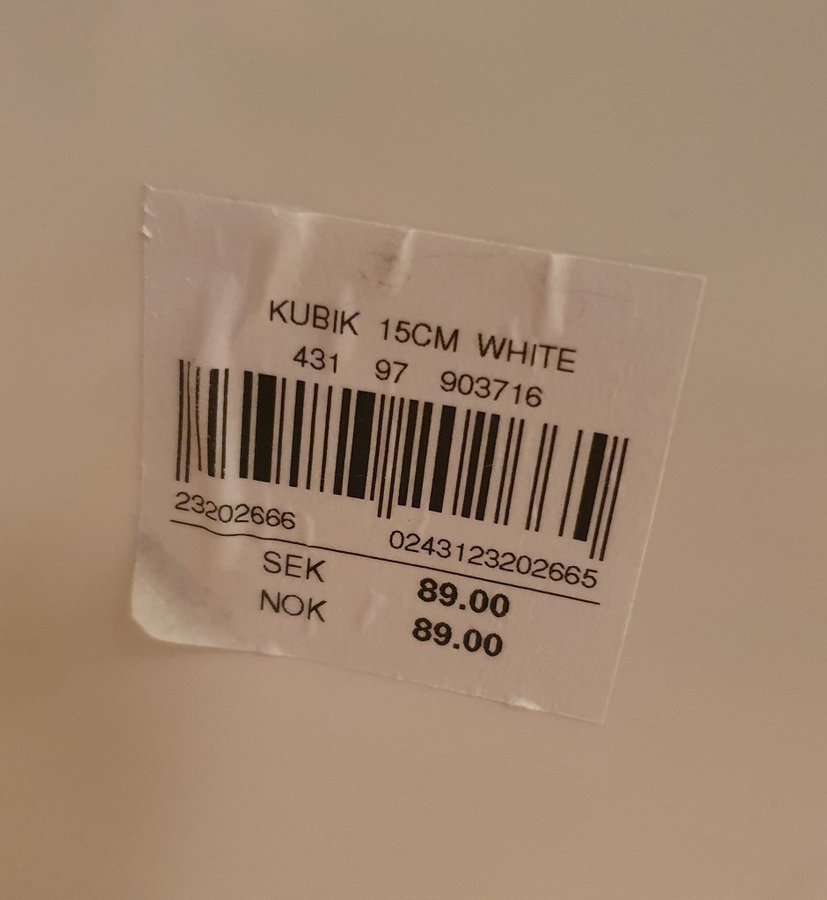 KUBIK 15CM WHITE
431 97 903716
23202666 0243123202665
SEK 89.00
NOK 89.00